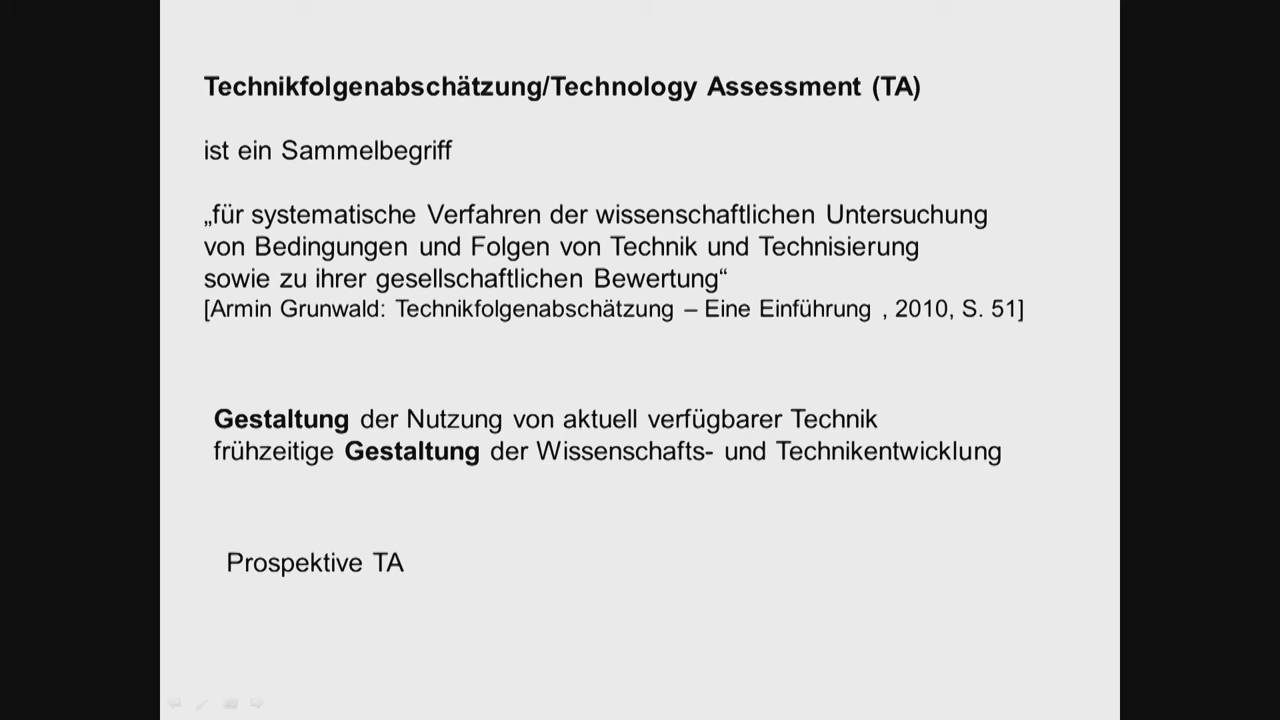 Technikfolgenabschätzung/Technology Assessment (TA)
ist ein Sammelbegriff
„für systematische Verfahren der wissenschaftlichen Untersuchung
von Bedingungen und Folgen von Technik und Technisierung
sowie zu ihrer gesellschaftlichen Bewertung“
[Armin Grunwald: Technikfolgenabschätzung – Eine Einführung , 2010, S. 51]
Gestaltung der Nutzung von aktuell verfügbarer Technik
frühzeitige Gestaltung der Wissenschafts- und Technikentwicklung
Prospektive TA